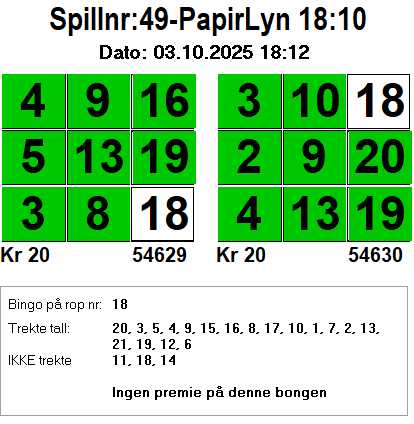 Spillnr:49-PapirLyn 18:10
Dato: 03.10.2025 18:12
4 9 16 3 10 18
5 13 19 2 9 20
3 8 18 4 13 19
Kr 20 54629 Kr 20 54630
Bingo på rop nr: 18
Trekte tall: 20, 3, 5, 4, 9, 15, 16, 8, 17, 10, 1, 7, 2, 13,
21, 19, 12, 6
IKKE trekte 11, 18, 14
Ingen premie på denne bongen